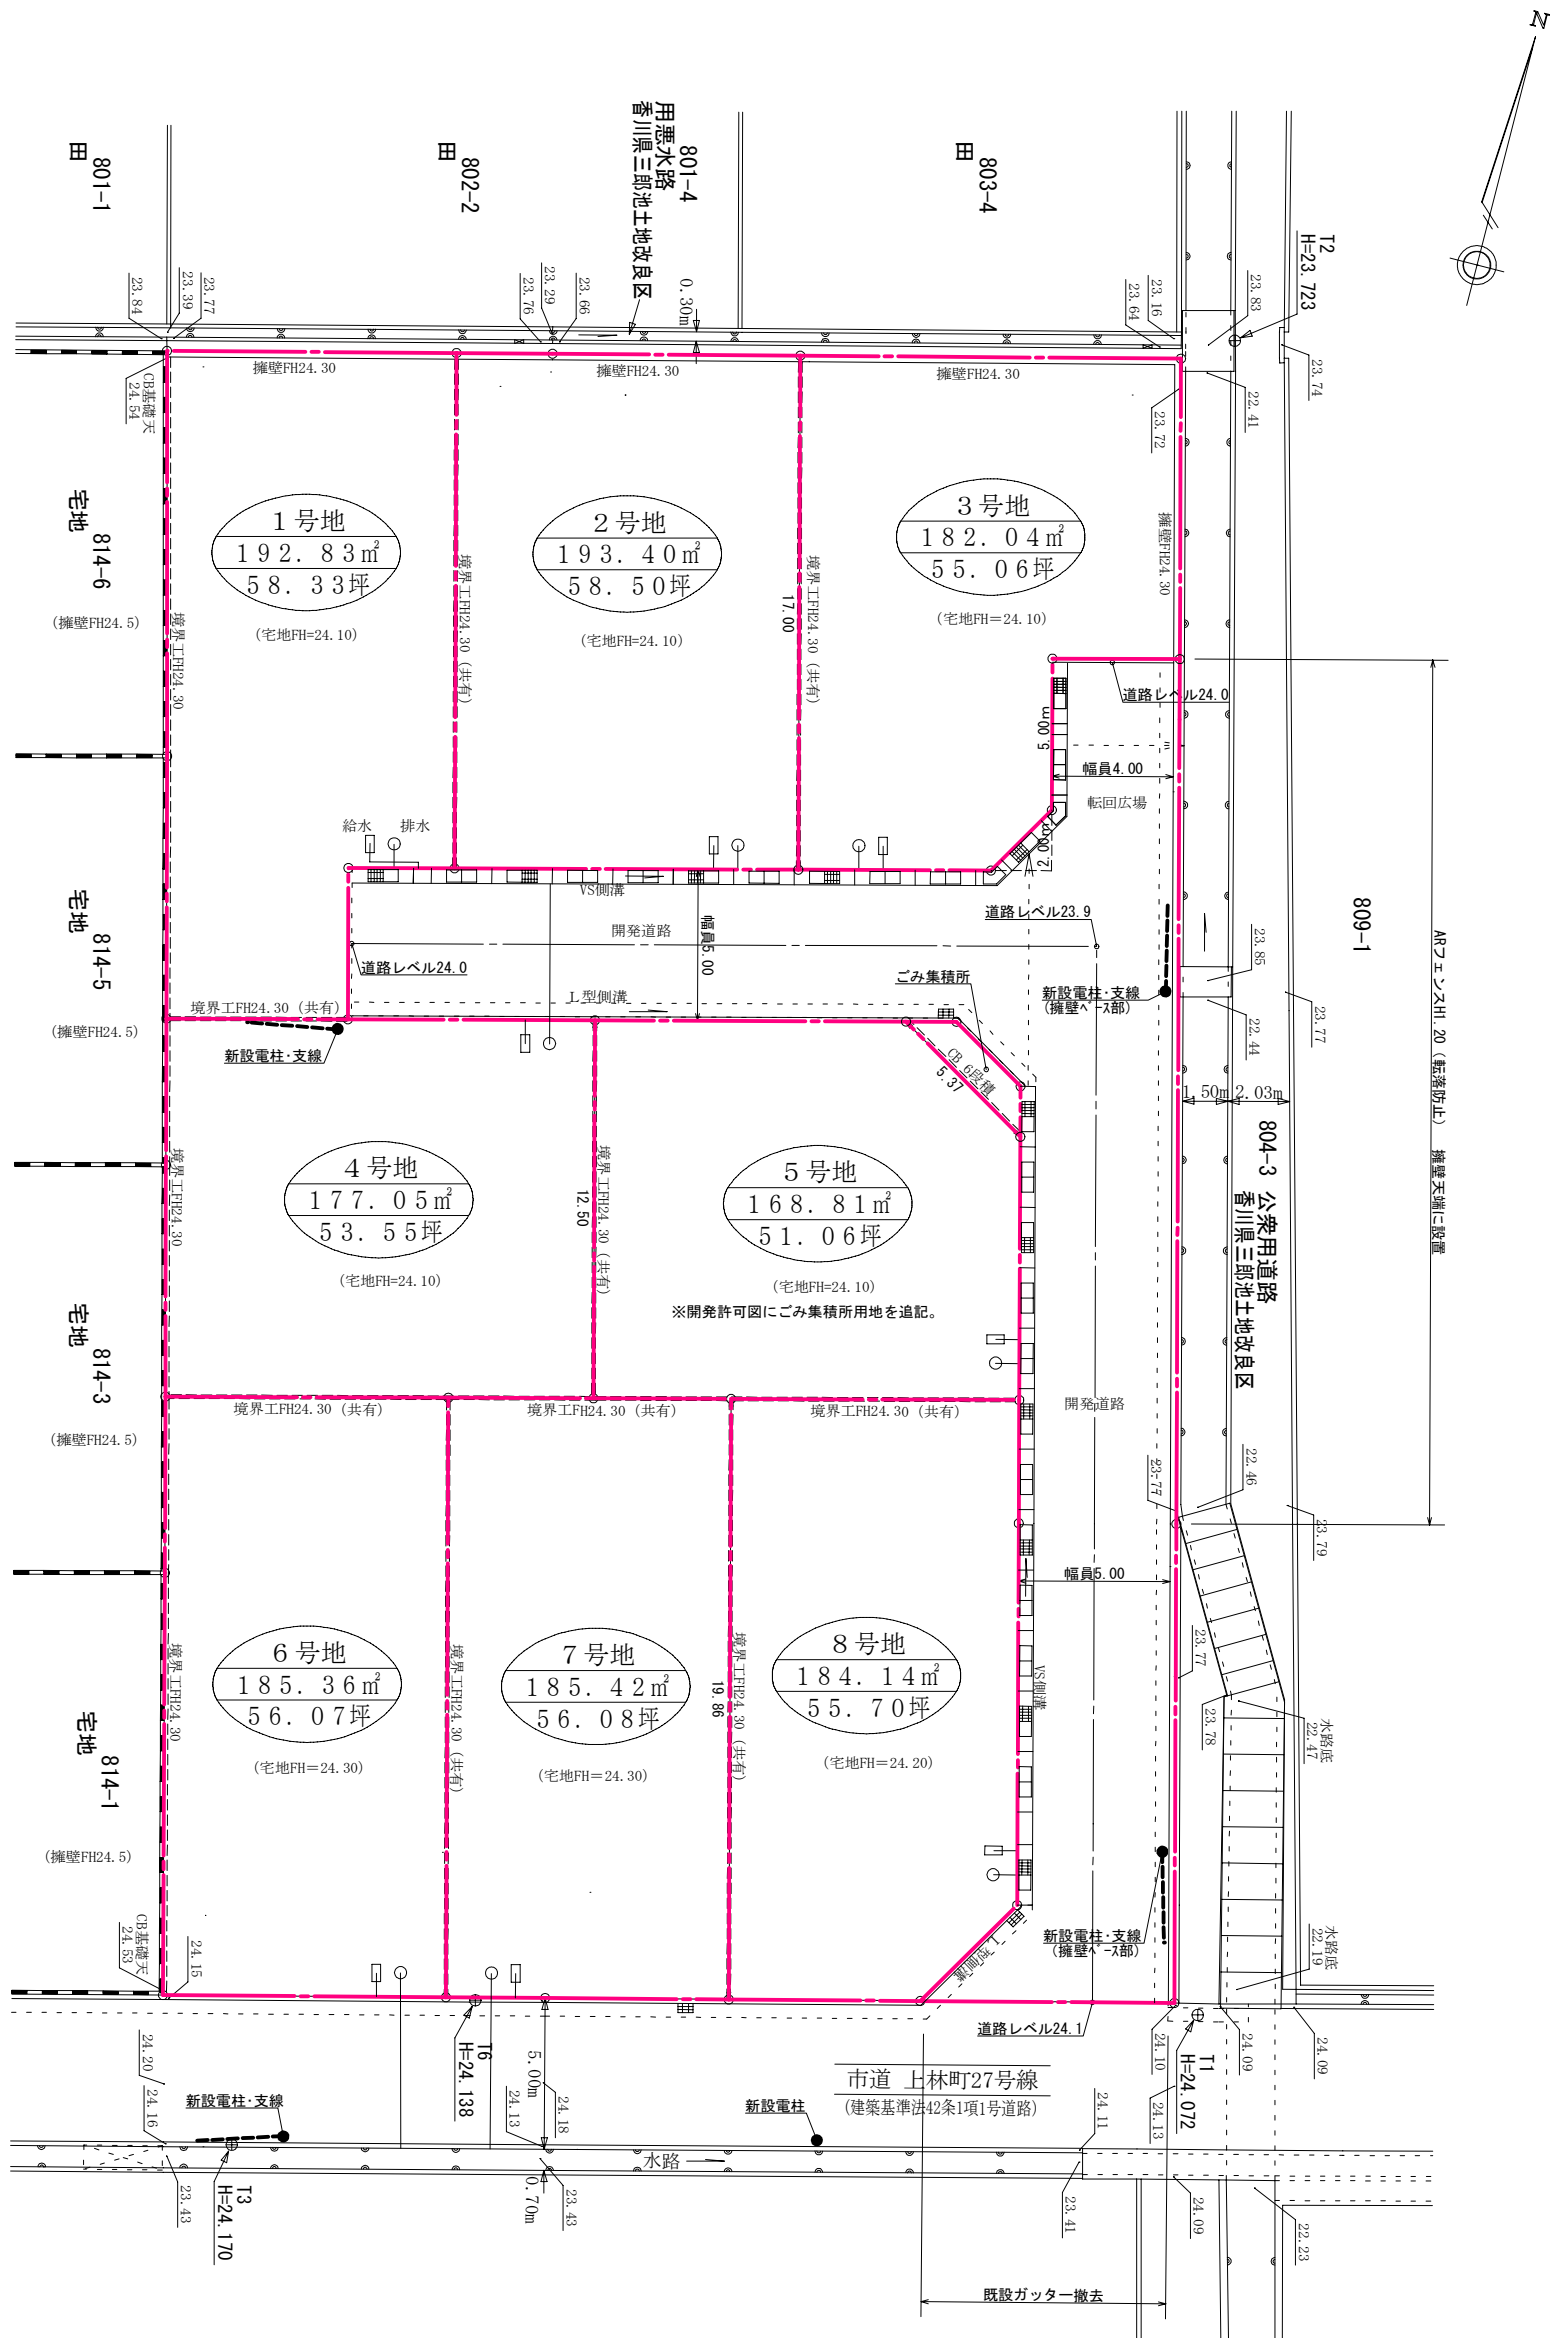 N
801-1
田
802-2
田
801-4
用悪水路
香川県三郎池土地改良区
803-4
田
T2
H=23.723
23.84
23.39
23.77
23.76
23.29
23.66
0.30m
23.64
23.16
23.83
23.74
22.41
23.72
擁壁FH24.30
擁壁FH24.30
擁壁FH24.30
CB基礎天
24.54
擁壁FH24.30
814-6
宅地
(擁壁FH24.5)
1号地
192.83㎡
58.33坪
(宅地FH=24.10)
2号地
193.40㎡
58.50坪
(宅地FH=24.10)
3号地
182.04㎡
55.06坪
(宅地FH＝24.10)
境界工FH24.30
境界工FH24.30 (共有)
境界工FH24.30 (共有)
17.00
道路レベル24.0
5.00m
幅員4.00
転回広場
2.00m
給水
排水
VS側溝
開発道路
幅員5.00
道路レベル23.9
道路レベル24.0
ごみ集積所
L型側溝
新設電柱・支線
(擁壁ベース部)
境界工FH24.30 (共有)
新設電柱・支線
814-5
宅地
(擁壁FH24.5)
809-1
ARフェンスH1.20 (転落防止) 擁壁天端に設置
23.85
22.44
23.77
1.50m
2.03m
804-3 公衆用道路
香川県三郎池土地改良区
CB 6段積
5.37
4号地
177.05㎡
53.55坪
(宅地FH=24.10)
境界工FH24.30
境界工FH24.30 (共有)
12.50
5号地
168.81㎡
51.06坪
(宅地FH=24.10)
※開発許可図にごみ集積所用地を追記。
814-3
宅地
(擁壁FH24.5)
境界工FH24.30 (共有)
境界工FH24.30 (共有)
境界工FH24.30 (共有)
開発道路
23.77
22.46
23.79
幅員5.00
6号地
185.36㎡
56.07坪
(宅地FH＝24.30)
7号地
185.42㎡
56.08坪
(宅地FH＝24.30)
8号地
184.14㎡
55.70坪
(宅地FH＝24.20)
境界工FH24.30
境界工FH24.30 (共有)
境界工FH24.30 (共有)
19.86
VS側溝
23.77
23.78
水路底
22.47
814-1
宅地
(擁壁FH24.5)
CB基礎天
24.53
24.15
L型側溝
新設電柱・支線
(擁壁ベース部)
水路底
22.19
道路レベル24.1
24.10
24.09
24.09
T1
H=24.072
24.13
T6
H=24.138
5.00m
24.13
24.18
市道 上林町27号線
(建築基準法42条1項1号道路)
24.20
24.16
新設電柱・支線
新設電柱
24.11
水路
23.43
T3
H=24.170
0.70m
23.43
23.41
24.09
22.23
既設ガッター撤去